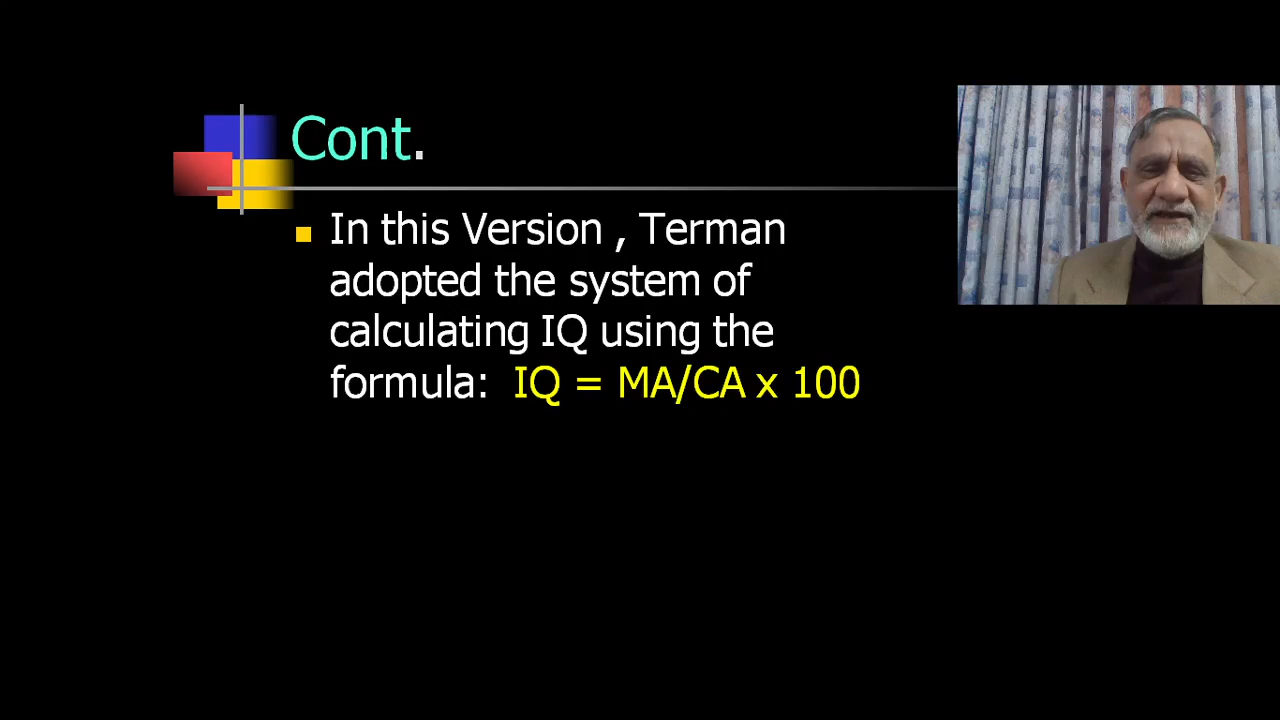 Cont.
In this Version , Terman
adopted the system of
calculating IQ using the
formula: IQ = MA/CA x 100